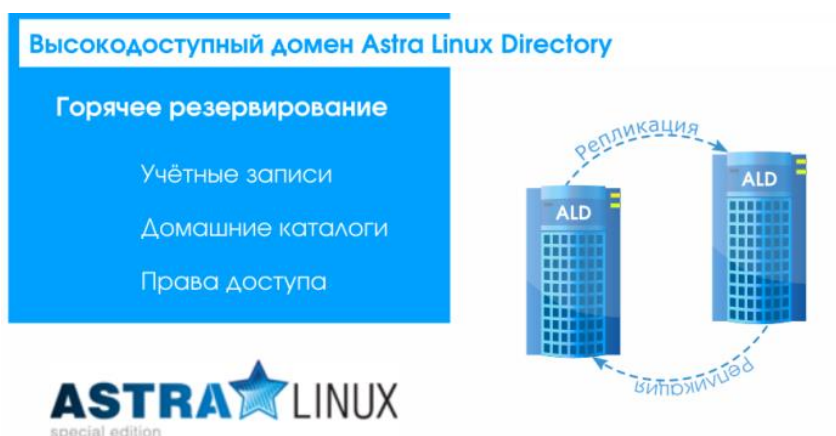 Высокодоступный домен Astra Linux Directory
Горячее резервирование
Учётные записи
Домашние каталоги
Права доступа
Репликация
ALD
ALD
Репликация
ASTRA LINUX
special edition